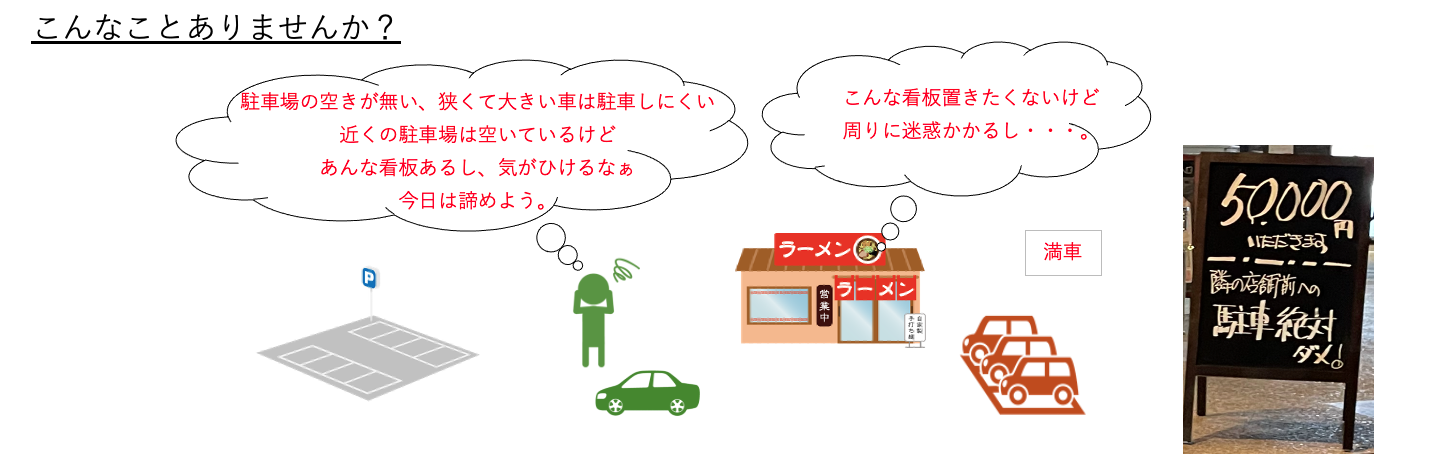 こんなことありませんか？
駐車場の空きが無い、狭くて大きい車は駐車しにくい
近くの駐車場は空いているけど
あんな看板あるし、気がひけるなぁ
今日は諦めよう。
こんな看板置きたくないけど
周りに迷惑かかるし・・・。
P
ラーメン
ラーメン
営業中
自家製
手打ち麺
満車
50.000円
いただきます
隣の店舗前への
駐車絶対
ダメ!